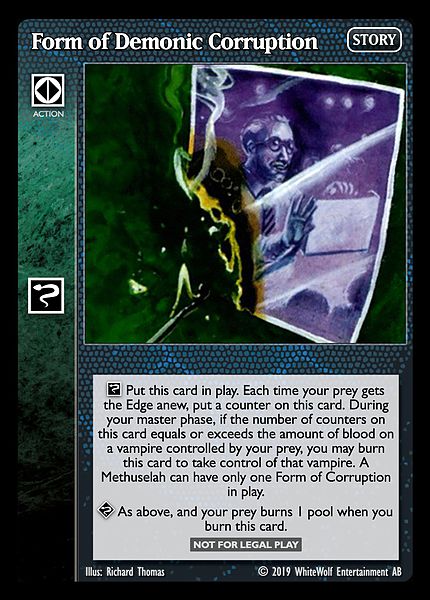 Form of Demonic Corruption
STORY
ACTION
Put this card in play. Each time your prey gets
the Edge anew, put a counter on this card. During
your master phase, if the number of counters on
this card equals or exceeds the amount of blood on
a vampire controlled by your prey, you may burn
this card to take control of that vampire. A
Methuselah can have only one Form of Corruption
in play.
As above, and your prey burns 1 pool when you
burn this card.
NOT FOR LEGAL PLAY
Illus: Richard Thomas
© 2019 WhiteWolf Entertainment AB